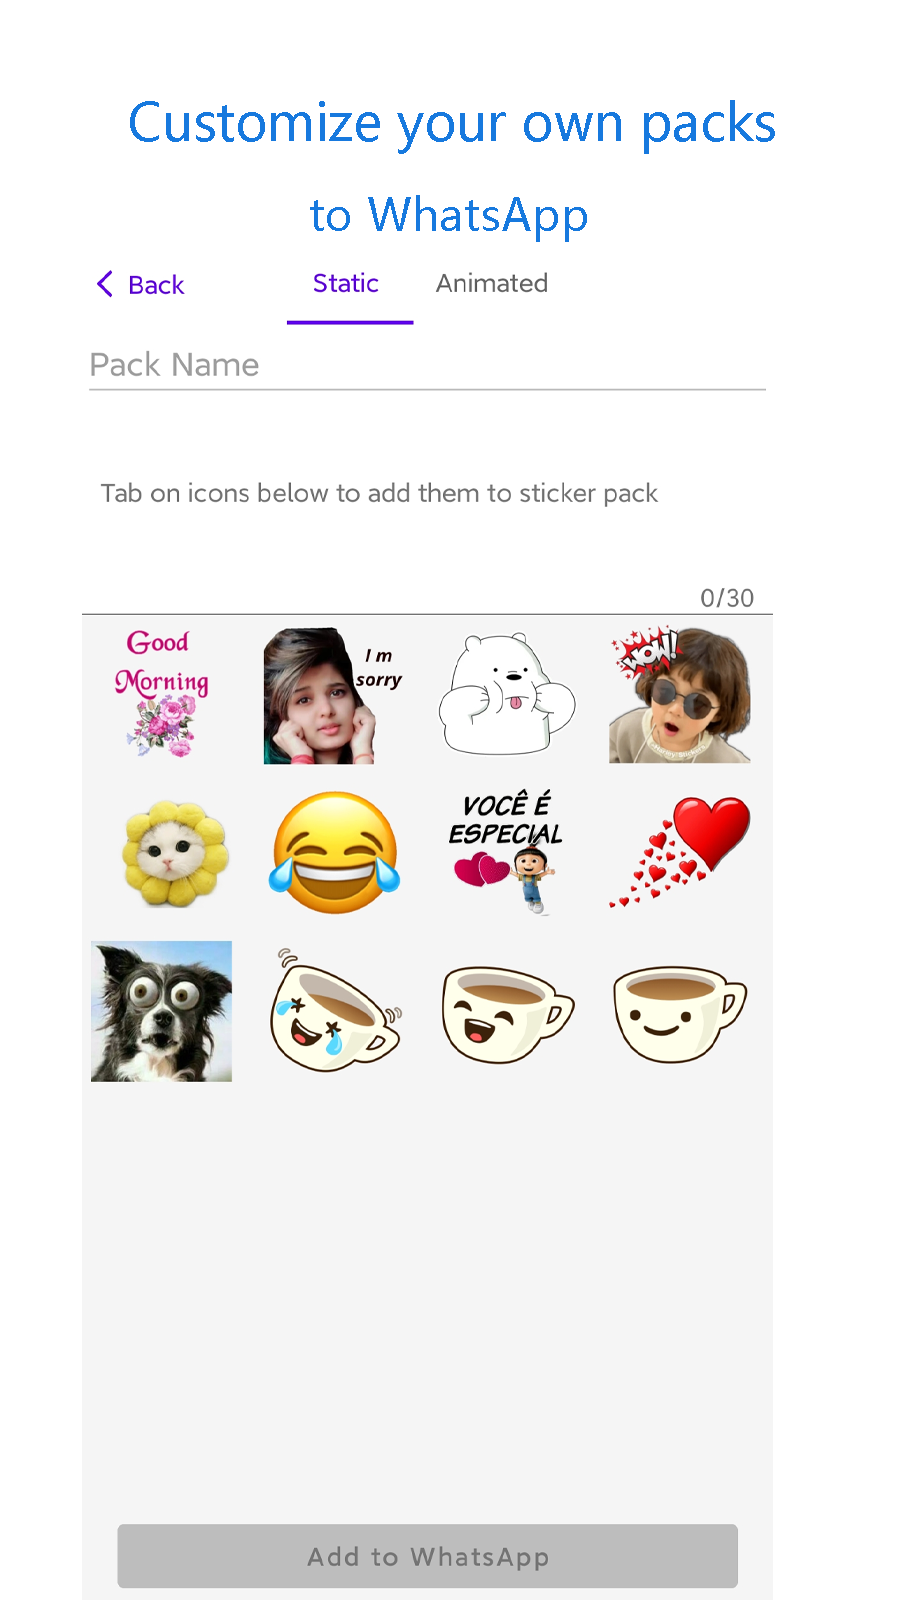 Customize your own packs
to WhatsApp
Back
Static
Animated
Pack Name
Tab on icons below to add them to sticker pack
0/30
Good
Morning
I m
sorry
WOW!
VOCÊ É
ESPECIAL
Add to WhatsApp